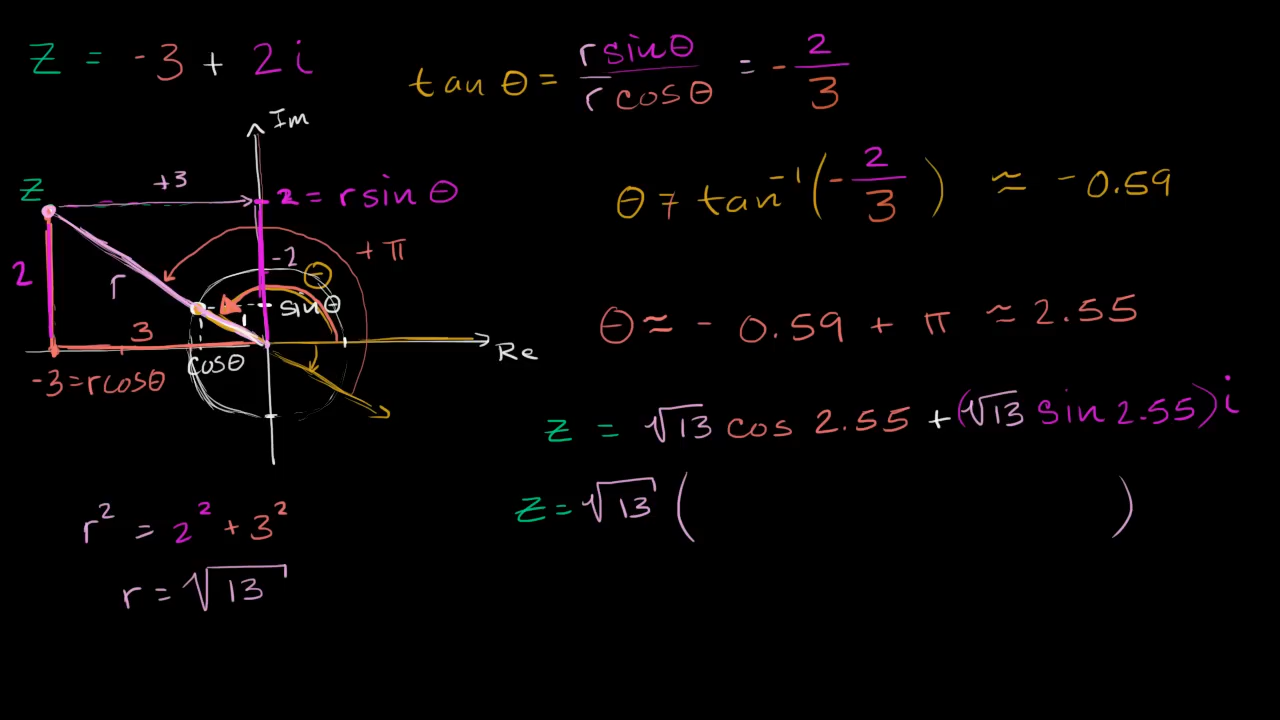 z = -3 + 2i
tan θ = r sin θ / r cos θ = - 2/3
Im
z
+3
2 = r sin θ
θ ≠ tan⁻¹(- 2/3) ≈ -0.59
2
r
-2
θ
+ π
sin θ
3
cos θ
Re
-3 = r cos θ
θ ≈ - 0.59 + π ≈ 2.55
z = √13 cos 2.55 + (√13 sin 2.55)i
z = √13 ( )
r² = 2² + 3²
r = √13